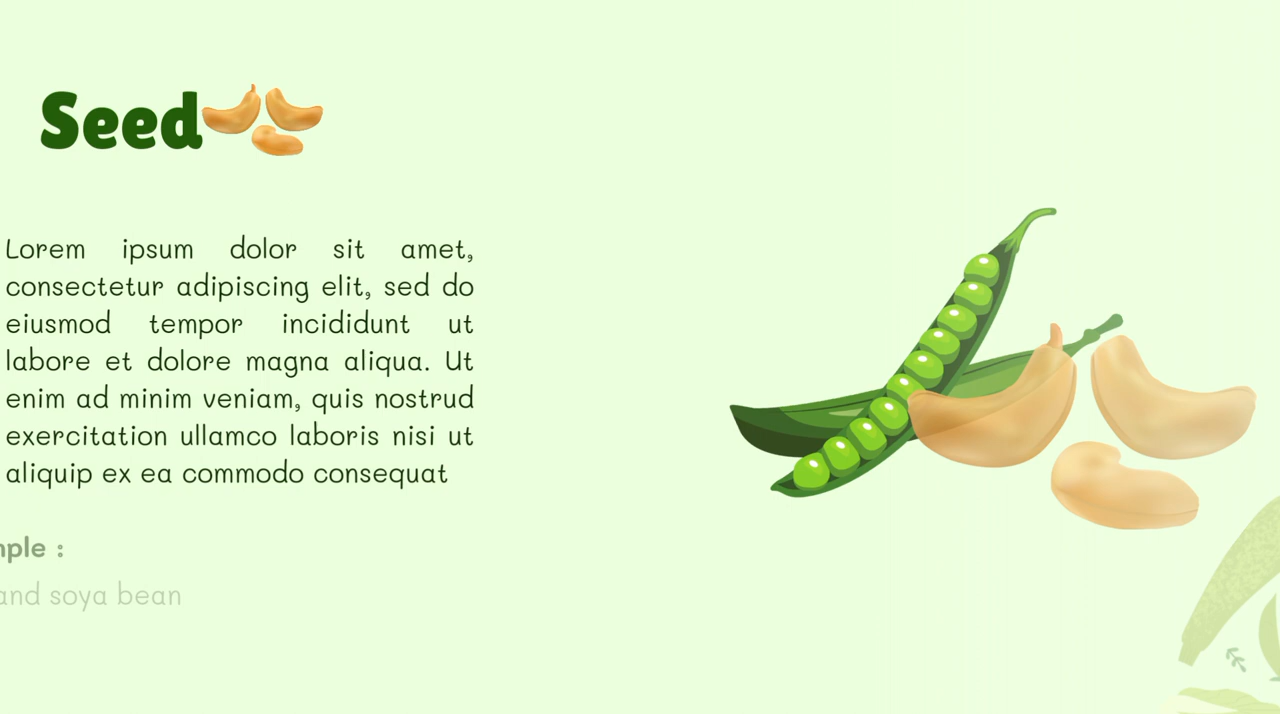 Seed
Lorem ipsum dolor sit amet,
consectetur adipiscing elit, sed do
eiusmod tempor incididunt ut
labore et dolore magna aliqua. Ut
enim ad minim veniam, quis nostrud
exercitation ullamco laboris nisi ut
aliquip ex ea commodo consequat
mple :
and soya bean